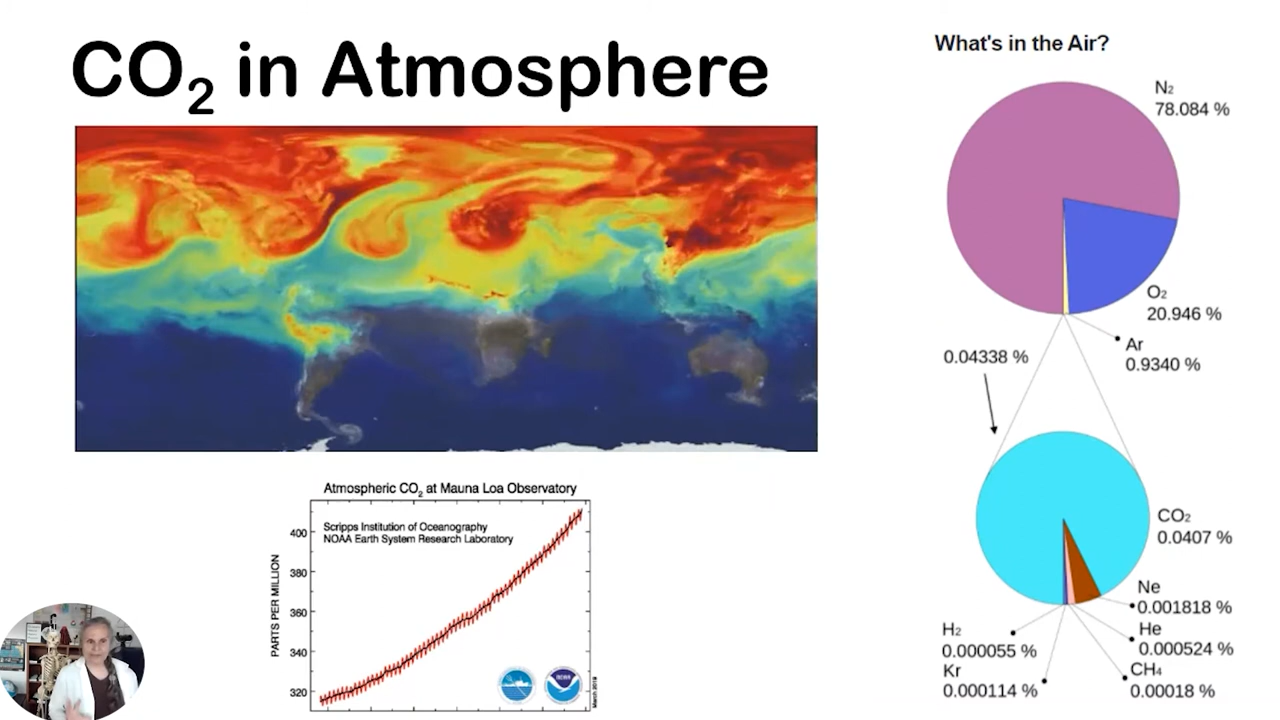 CO₂ in Atmosphere
What's in the Air?
N₂
78.084 %
O₂
20.946 %
Ar
0.9340 %
0.04338 %
CO₂
0.0407 %
Ne
0.001818 %
He
0.000524 %
CH₄
0.00018 %
H₂
0.000055 %
Kr
0.000114 %
Atmospheric CO₂ at Mauna Loa Observatory
Scripps Institution of Oceanography
NOAA Earth System Research Laboratory
PARTS PER MILLION
400
380
360
340
320
NOAA
March 2019